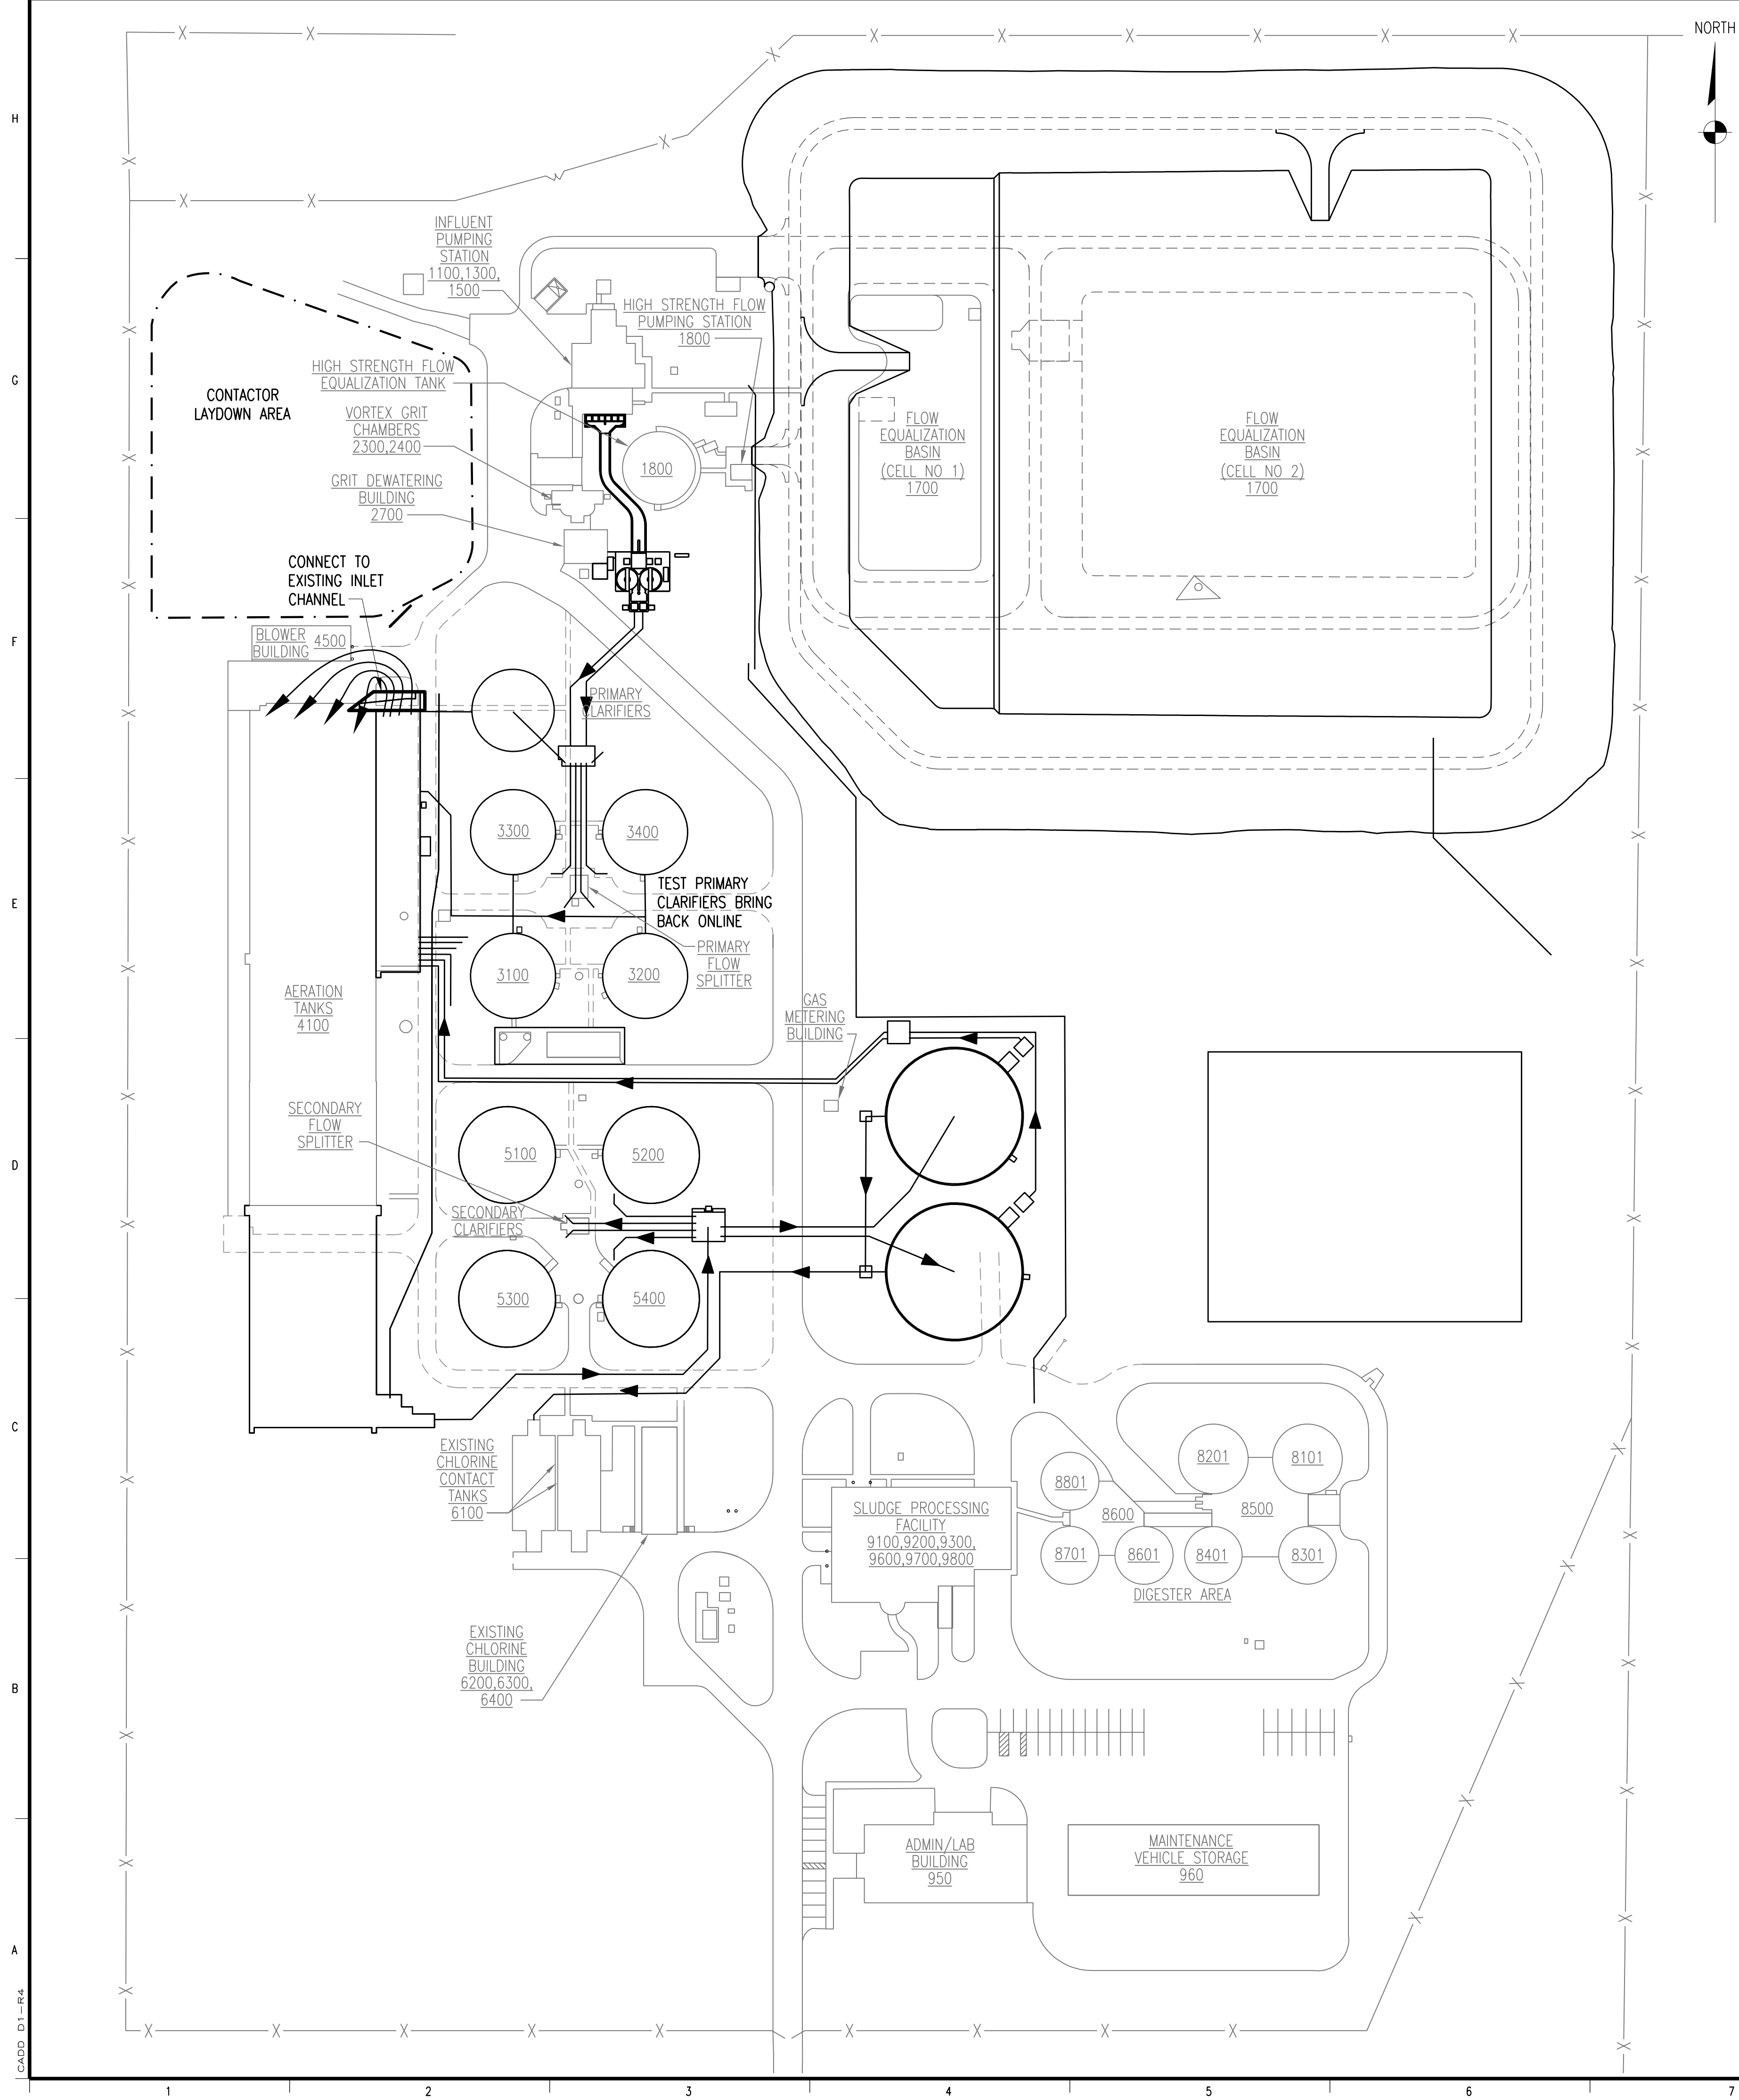 NORTH
H
INFLUENT
PUMPING
STATION
1100,1300,
1500
HIGH STRENGTH FLOW
PUMPING STATION
1800
G
HIGH STRENGTH FLOW
EQUALIZATION TANK
CONTACTOR
LAYDOWN AREA
VORTEX GRIT
CHAMBERS
2300,2400
FLOW
EQUALIZATION
BASIN
(CELL NO 1)
1700
FLOW
EQUALIZATION
BASIN
(CELL NO 2)
1700
1800
GRIT DEWATERING
BUILDING
2700
CONNECT TO
EXISTING INLET
CHANNEL
F
BLOWER
BUILDING
4500
PRIMARY
CLARIFIERS
3300
3400
E
TEST PRIMARY
CLARIFIERS BRING
BACK ONLINE
PRIMARY
FLOW
SPLITTER
3100
3200
AERATION
TANKS
4100
GAS
METERING
BUILDING
SECONDARY
FLOW
SPLITTER
5100
5200
D
SECONDARY
CLARIFIERS
5300
5400
C
EXISTING
CHLORINE
CONTACT
TANKS
6100
8201
8101
8801
SLUDGE PROCESSING
FACILITY
9100,9200,9300,
9600,9700,9800
8600
8500
8701
8601
8401
8301
DIGESTER AREA
EXISTING
CHLORINE
BUILDING
6200,6300,
6400
B
ADMIN/LAB
BUILDING
950
MAINTENANCE
VEHICLE STORAGE
960
A
CADD D1-R4
1
2
3
4
5
6
7